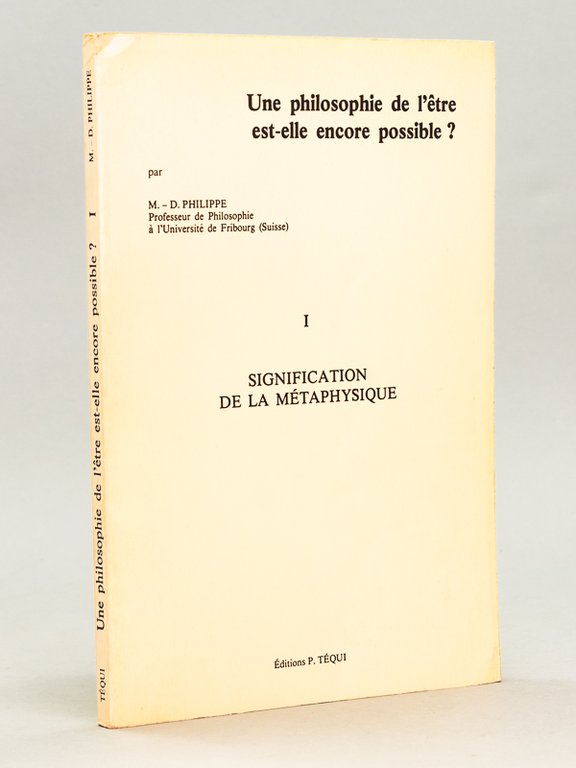 Une philosophie de l'être
est-elle encore possible ?
par
M. – D. PHILIPPE
Professeur de Philosophie
à l'Université de Fribourg (Suisse)
I
SIGNIFICATION
DE LA MÉTAPHYSIQUE
Éditions P. TÉQUI
TÉQUI Une philosophie de l'être est-elle encore possible ? I M. – D. PHILIPPE